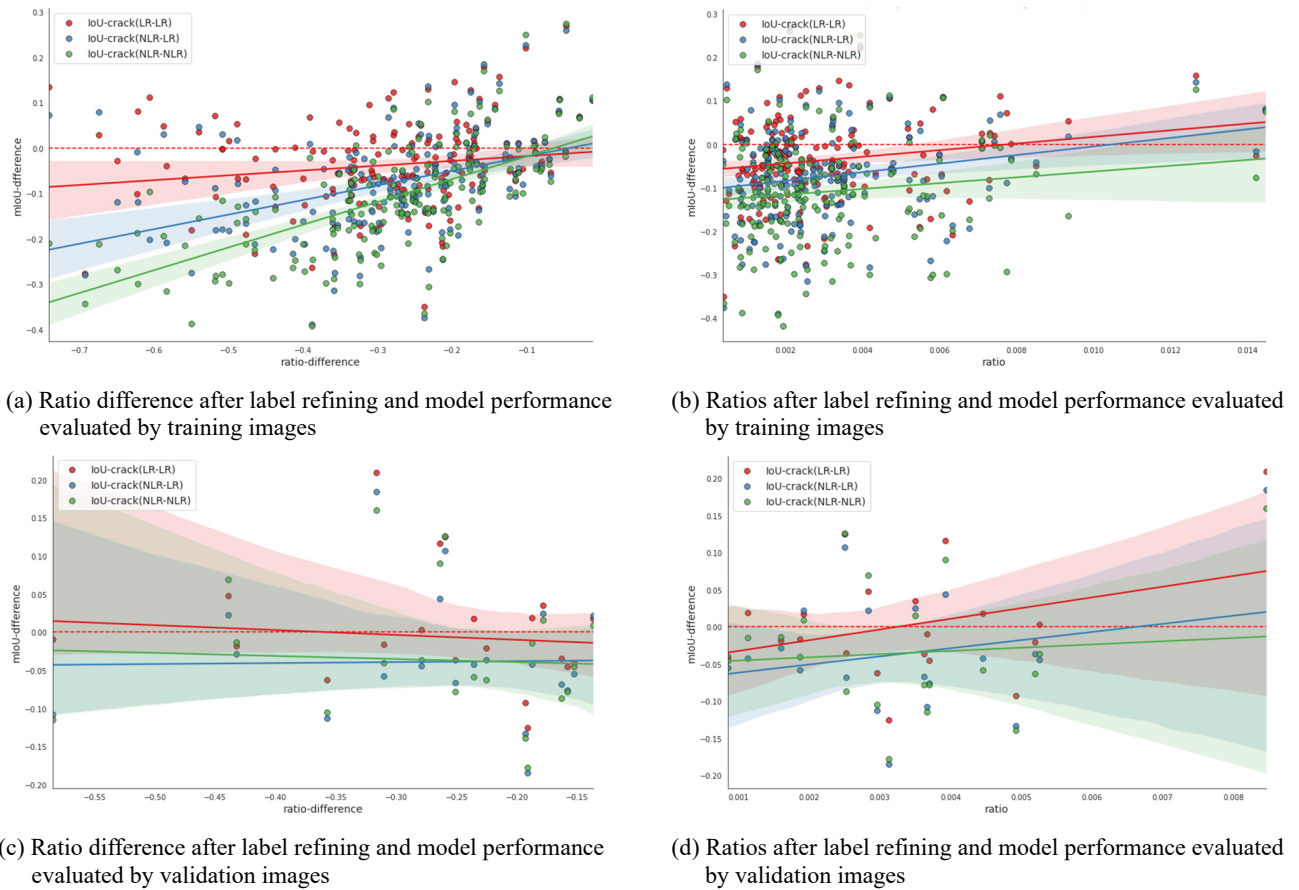 IoU-crack(LR-LR)
IoU-crack(NLR-LR)
IoU-crack(NLR-NLR)
0.3
0.2
0.1
0.0
−0.1
−0.2
−0.3
−0.4
mIoU-difference
−0.7
−0.6
−0.5
−0.4
−0.3
−0.2
−0.1
ratio-difference
IoU-crack(LR-LR)
IoU-crack(NLR-LR)
IoU-crack(NLR-NLR)
0.3
0.2
0.1
0.0
−0.1
−0.2
−0.3
−0.4
mIoU-difference
0.002
0.004
0.006
0.008
0.010
0.012
0.014
ratio
(a) Ratio difference after label refining and model performance
evaluated by training images
(b) Ratios after label refining and model performance evaluated
by training images
IoU-crack(LR-LR)
IoU-crack(NLR-LR)
IoU-crack(NLR-NLR)
0.20
0.15
0.10
0.05
0.00
−0.05
−0.10
−0.15
−0.20
mIoU-difference
−0.55
−0.50
−0.45
−0.40
−0.35
−0.30
−0.25
−0.20
−0.15
ratio-difference
IoU-crack(LR-LR)
IoU-crack(NLR-LR)
IoU-crack(NLR-NLR)
0.20
0.15
0.10
0.05
0.00
−0.05
−0.10
−0.15
−0.20
mIoU-difference
0.001
0.002
0.003
0.004
0.005
0.006
0.007
0.008
ratio
(c) Ratio difference after label refining and model performance
evaluated by validation images
(d) Ratios after label refining and model performance evaluated
by validation images